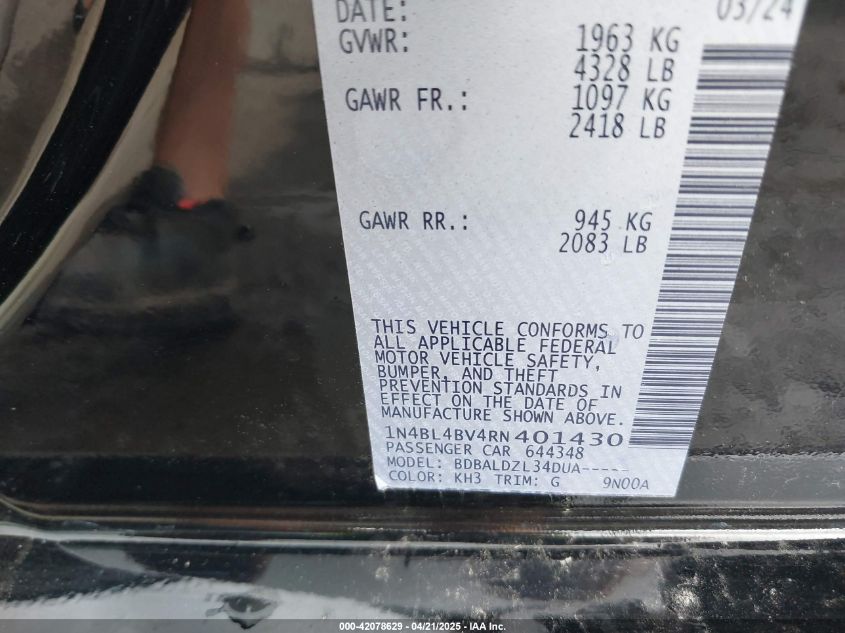 DATE: 03/24
GVWR: 1963 KG
4328 LB
GAWR FR.: 1097 KG
2418 LB
GAWR RR.: 945 KG
2083 LB
THIS VEHICLE CONFORMS TO
ALL APPLICABLE FEDERAL
MOTOR VEHICLE SAFETY,
BUMPER, AND THEFT
PREVENTION STANDARDS IN
EFFECT ON THE DATE OF
MANUFACTURE SHOWN ABOVE.
1N4BL4BV4RN401430
PASSENGER CAR 644348
MODEL: BDBALDZL34DUA-----
COLOR: KH3 TRIM: G 9N00A
000-42078629 - 04/21/2025 - IAA Inc.